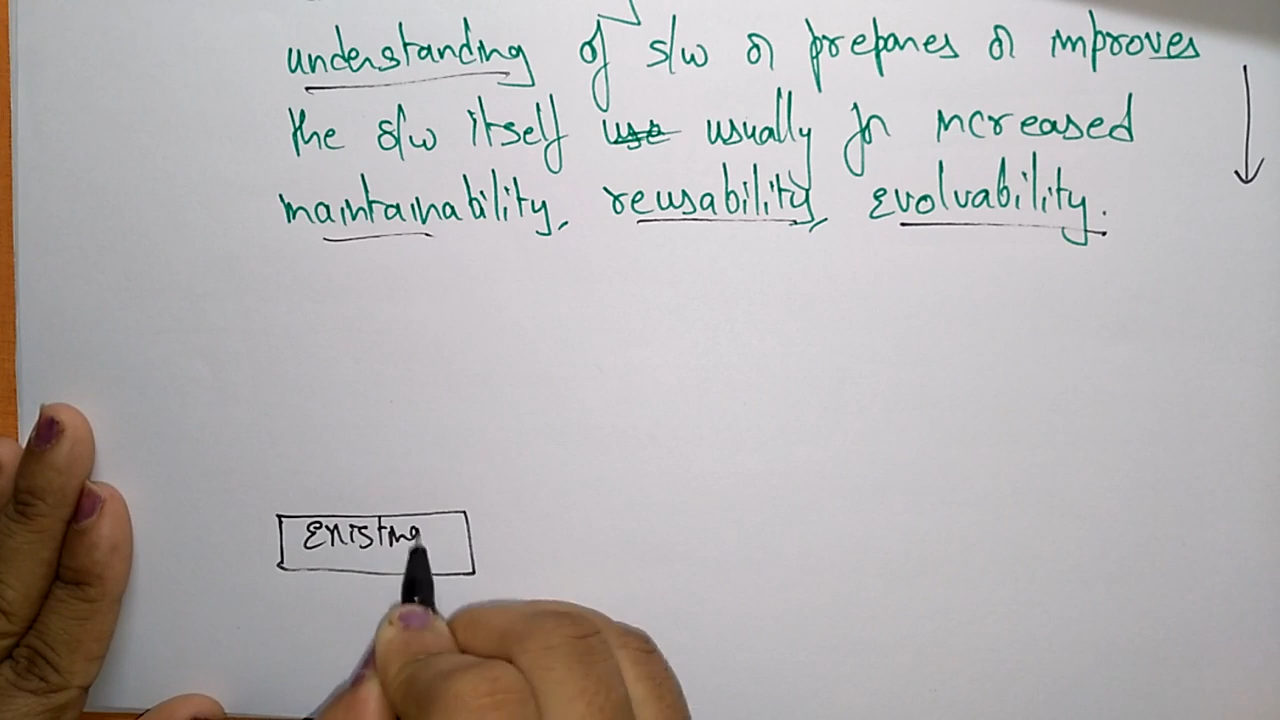 understanding of s/w or prepares or improves
the s/w itself use usually for increased
maintainability, reusability, evolvability.
Existing